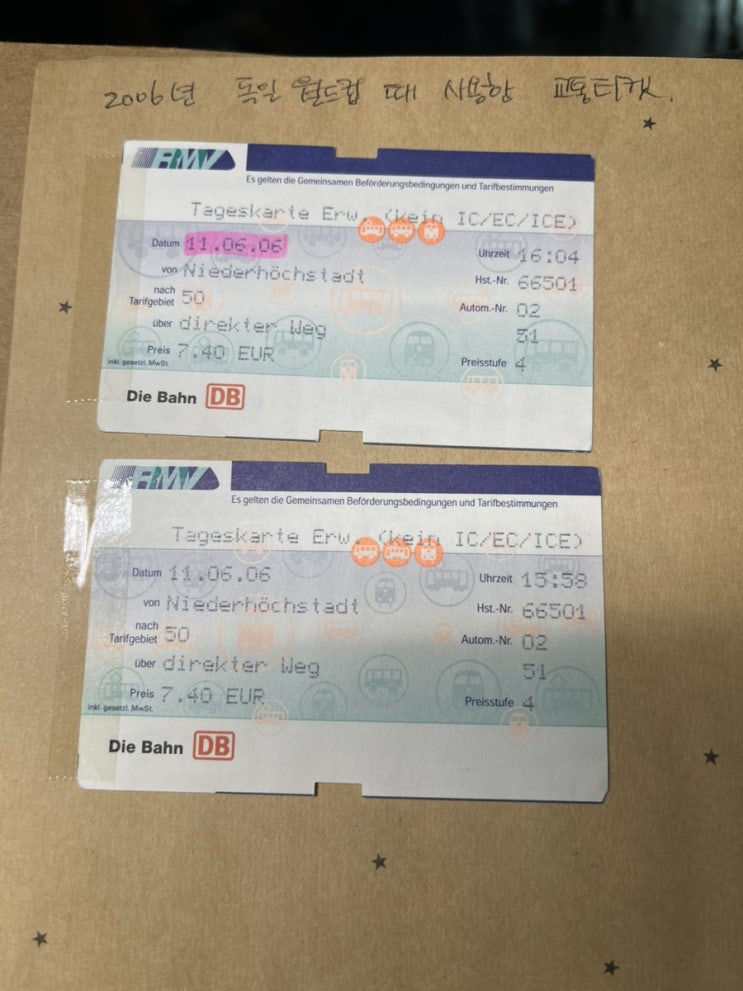 2006년 독일 월드컵 때 사용한 교통티켓.
RMV
Es gelten die Gemeinsamen Beförderungsbedingungen und Tarifbestimmungen
Tageskarte Erw. (kein IC/EC/ICE)
Datum 11.06.06 Uhrzeit 16:04
von Niederhöchstadt Hst.-Nr. 66501
nach Tarifgebiet 50 Autom.-Nr. 02
über direkter Weg 51
Preis 7.40 EUR Preisstufe 4
inkl. gesetzl. MwSt.
Die Bahn DB
RMV
Es gelten die Gemeinsamen Beförderungsbedingungen und Tarifbestimmungen
Tageskarte Erw. (kein IC/EC/ICE)
Datum 11.06.06 Uhrzeit 15:58
von Niederhöchstadt Hst.-Nr. 66501
nach Tarifgebiet 50 Autom.-Nr. 02
über direkter Weg 51
Preis 7.40 EUR Preisstufe 4
inkl. gesetzl. MwSt.
Die Bahn DB